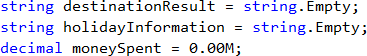 string destinationResult = string.Empty;
string holidayInformation = string.Empty;
decimal moneySpent = 0.00M;